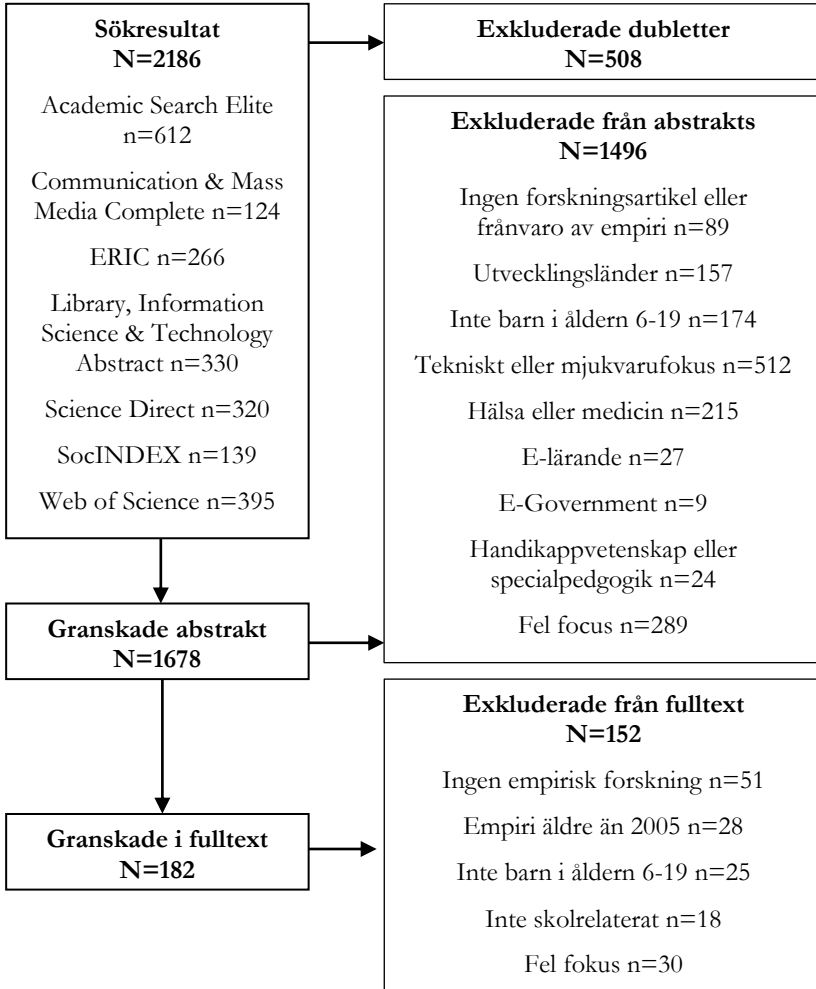 Sökresultat
N=2186
Academic Search Elite
n=612
Communication & Mass
Media Complete n=124
ERIC n=266
Library, Information
Science & Technology
Abstract n=330
Science Direct n=320
SocINDEX n=139
Web of Science n=395
Exkluderade dubletter
N=508
Exkluderade från abstrakts
N=1496
Ingen forskningsartikel eller
frånvaro av empiri n=89
Utvecklingsländer n=157
Inte barn i åldern 6-19 n=174
Tekniskt eller mjukvarufokus n=512
Hälsa eller medicin n=215
E-lärande n=27
E-Government n=9
Handikappvetenskap eller
specialpedgogik n=24
Fel focus n=289
Granskade abstrakt
N=1678
Exkluderade från fulltext
N=152
Ingen empirisk forskning n=51
Empiri äldre än 2005 n=28
Inte barn i åldern 6-19 n=25
Inte skolrelaterat n=18
Fel fokus n=30
Granskade i fulltext
N=182